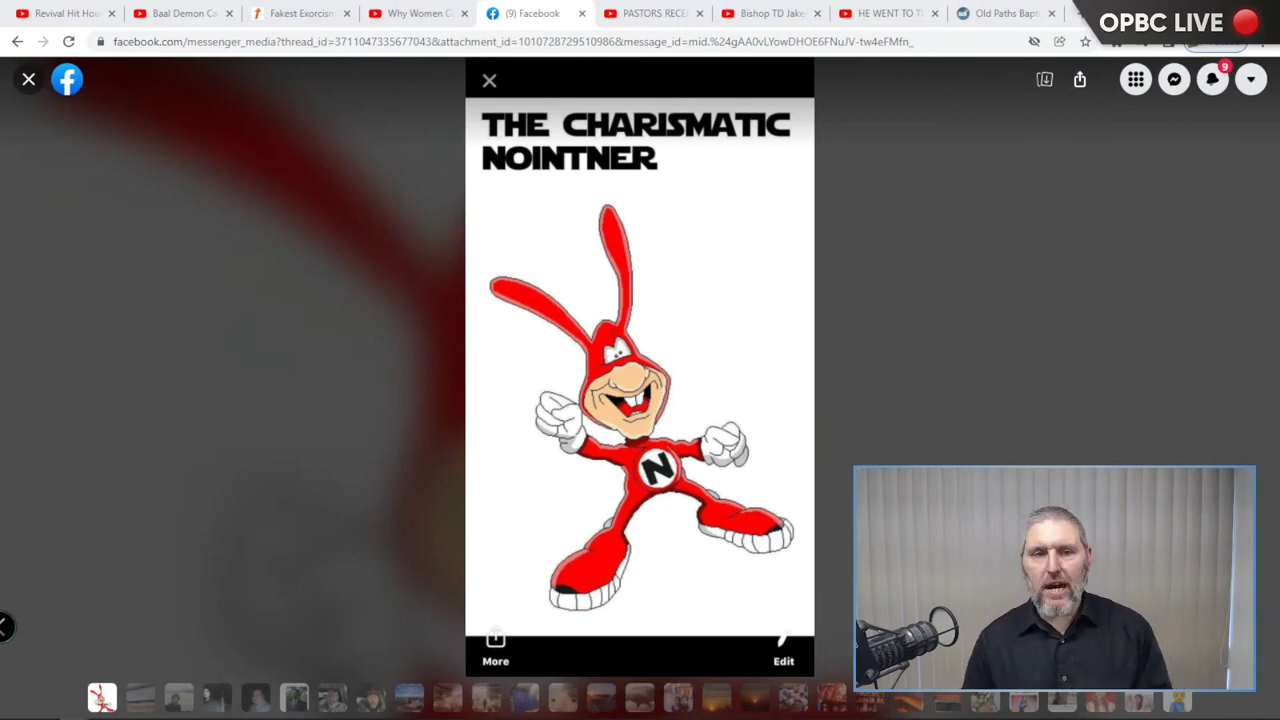 Revival Hit Hou
Baal Demon Ca
Fakest Exorcism
Why Women C
(9) Facebook
PASTORS RECE
Bishop TD Jake
HE WENT TO T
Old Paths Bapt
OPBC LIVE
facebook.com/messenger_media?thread_id=3711047335677043&attachment_id=1010728729510986&message_id=mid.%24gAA0vLYowDHOE6FNuJV-tw4eFMfn_
9
THE CHARISMATIC
NOINTNER
N
More
Edit